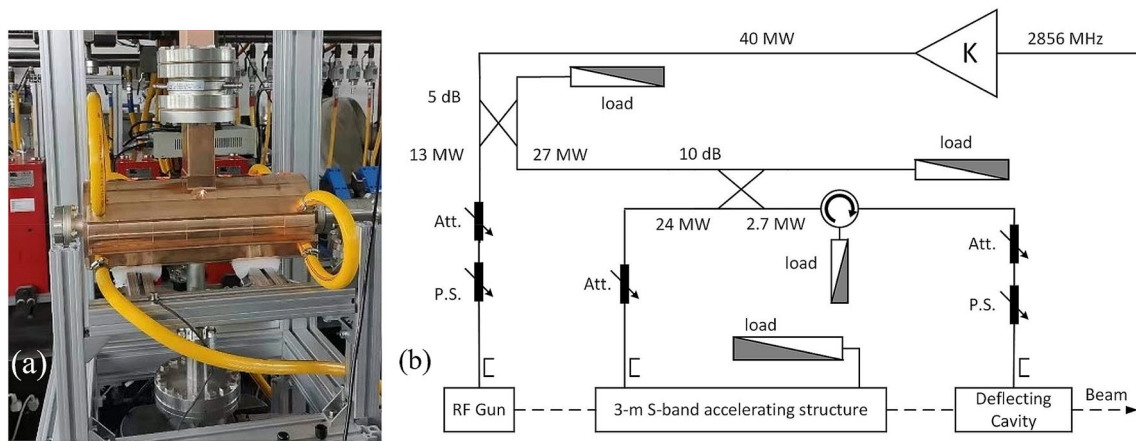 (a)
(b)
40 MW
K
2856 MHz
load
5 dB
13 MW
27 MW
10 dB
load
24 MW
2.7 MW
Att.
Att.
load
P.S.
Att.
P.S.
load
RF Gun
3-m S-band accelerating structure
Deflecting
Cavity
Beam